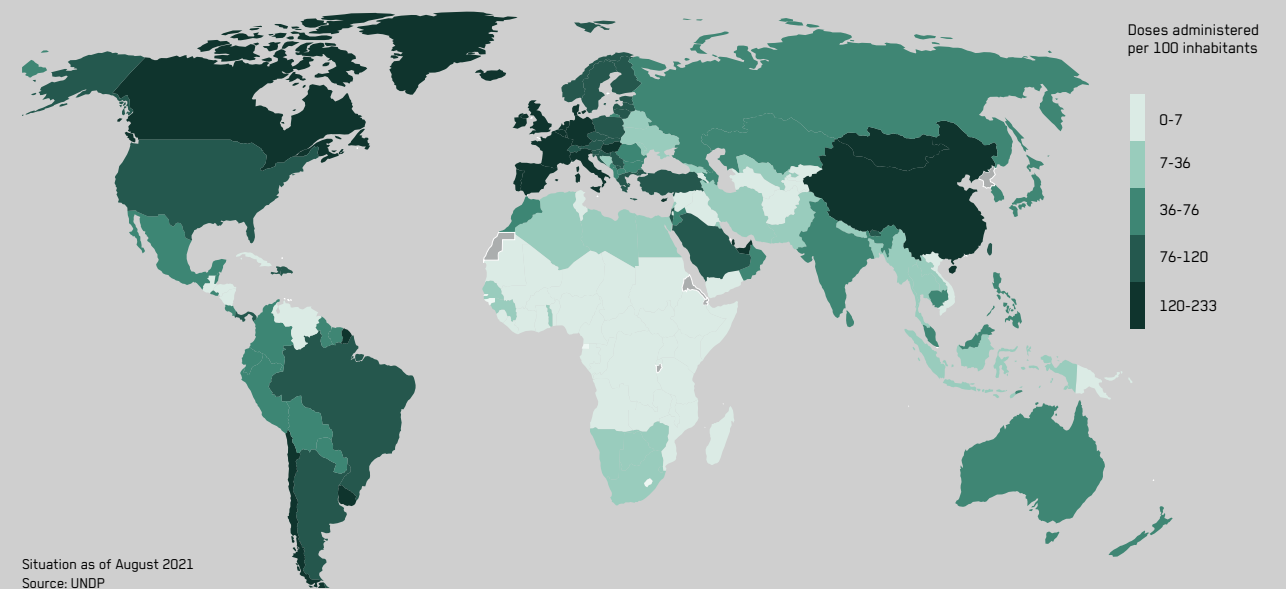 Doses administered
per 100 inhabitants
0-7
7-36
36-76
76-120
120-233
Situation as of August 2021
Source: UNDP